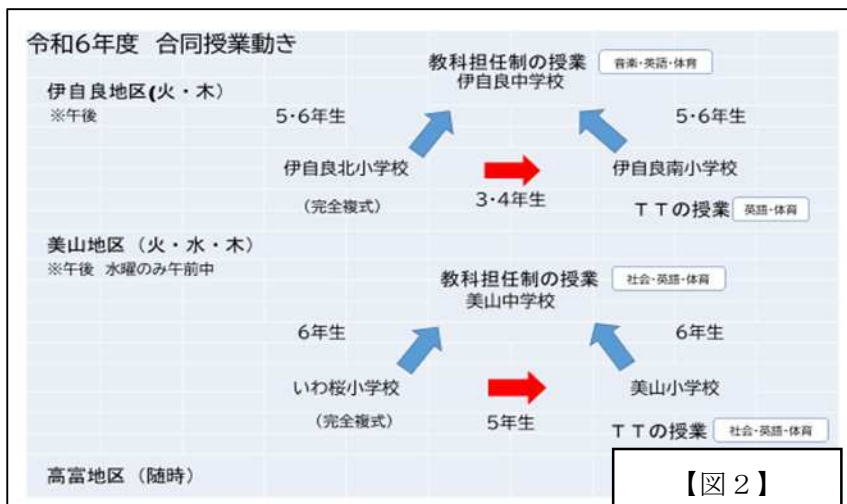 令和6年度 合同授業動き
教科担任制の授業 音楽・英語・体育
伊自良中学校
伊自良地区(火・木)
※午後
5・6年生 5・6年生
伊自良北小学校 伊自良南小学校
(完全複式) 3・4年生 TTの授業 英語・体育
美山地区(火・水・木)
※午後 水曜のみ午前中
教科担任制の授業 社会・英語・体育
美山中学校
6年生 6年生
いわ桜小学校 美山小学校
(完全複式) 5年生 TTの授業 社会・英語・体育
高富地区(随時)
【図2】